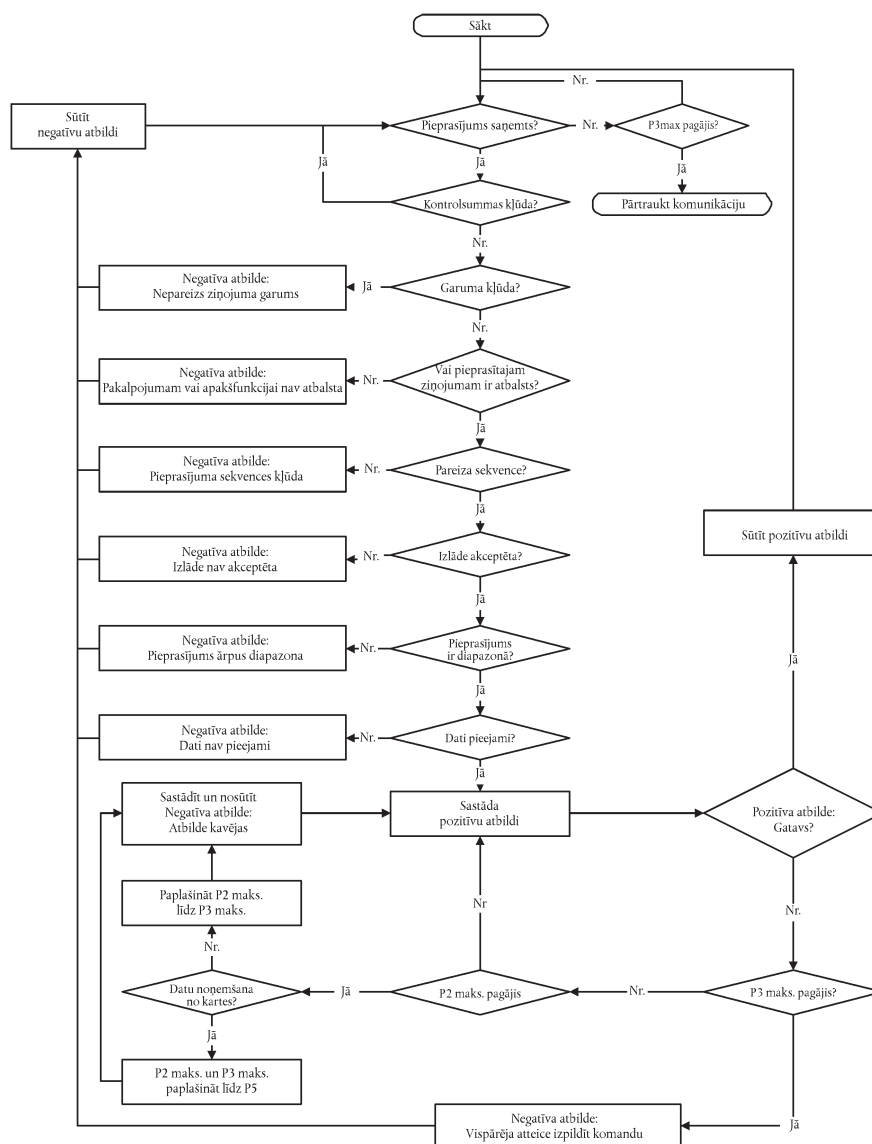 Sākt
Nr.
Sūtīt
negatīvu atbildi
Pieprasījums saņemts?
Nr.
P3max pagājis?
Jā
Jā
Jā
Kontrolsummas kļūda?
Pārtraukt komunikāciju
Nr.
Negatīva atbilde:
Nepareizs ziņojuma garums
Jā
Garuma kļūda?
Nr.
Negatīva atbilde:
Pakalpojumam vai apakšfunkcijai nav atbalsta
Nr.
Vai pieprasītajam
ziņojumam ir atbalsts?
Jā
Negatīva atbilde:
Pieprasījuma sekvences kļūda
Nr.
Pareiza sekvence?
Jā
Sūtīt pozitīvu atbildi
Negatīva atbilde:
Izlāde nav akceptēta
Nr.
Izlāde akceptēta?
Jā
Negatīva atbilde:
Pieprasījums ārpus diapazona
Nr.
Pieprasījums
ir diapazonā?
Jā
Jā
Negatīva atbilde:
Dati nav pieejami
Nr.
Dati pieejami?
Jā
Sastādīt un nosūtīt
Negatīva atbilde:
Atbilde kavējas
Sastāda
pozitīvu atbildi
Pozitīva atbilde:
Gatavs?
Paplašināt P2 maks.
līdz P3 maks.
Nr
Nr.
Nr.
Datu noņemšana
no kartes?
Jā
P2 maks. pagājis
Nr.
P3 maks. pagājis?
Jā
P2 maks. un P3 maks.
paplašināt līdz P5
Negatīva atbilde:
Vispārēja atteice izpildīt komandu
Jā